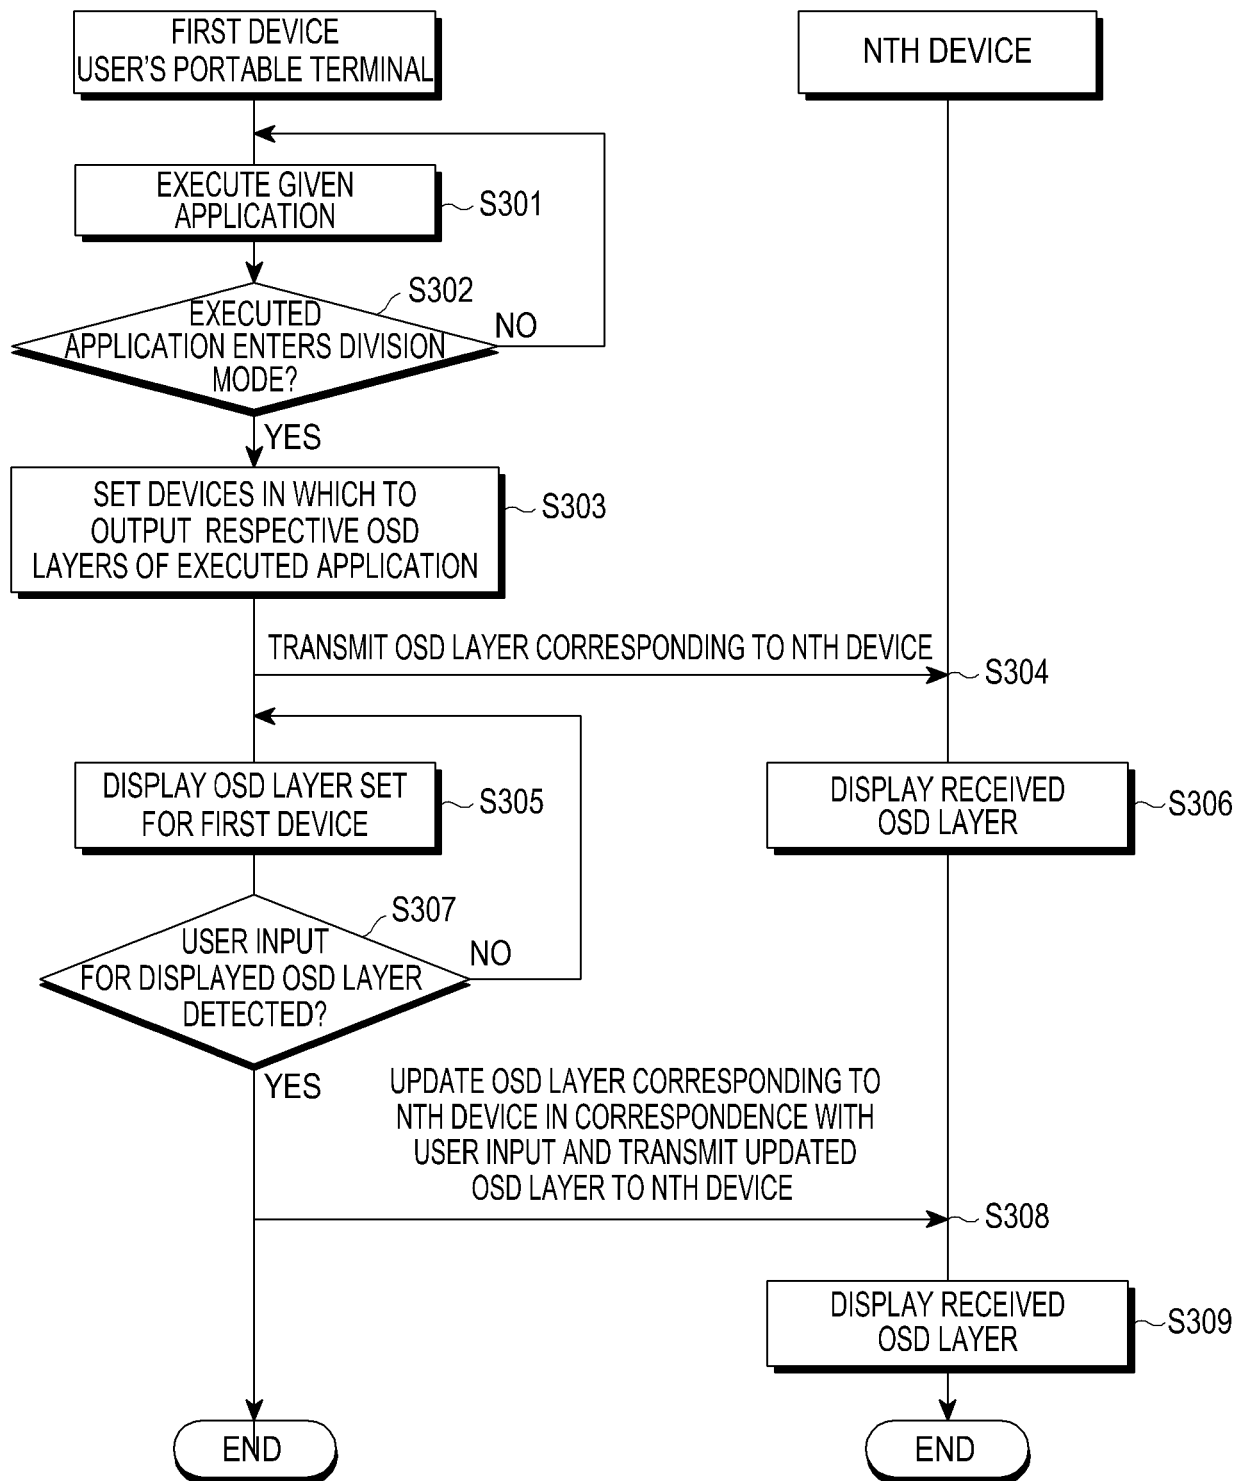 FIRST DEVICE
USER'S PORTABLE TERMINAL
NTH DEVICE
EXECUTE GIVEN
APPLICATION
S301
S302
EXECUTED
APPLICATION ENTERS DIVISION
MODE?
NO
YES
SET DEVICES IN WHICH TO
OUTPUT RESPECTIVE OSD
LAYERS OF EXECUTED APPLICATION
S303
TRANSMIT OSD LAYER CORRESPONDING TO NTH DEVICE
S304
DISPLAY OSD LAYER SET
FOR FIRST DEVICE
S305
DISPLAY RECEIVED
OSD LAYER
S306
S307
USER INPUT
FOR DISPLAYED OSD LAYER
DETECTED?
NO
YES
UPDATE OSD LAYER CORRESPONDING TO
NTH DEVICE IN CORRESPONDENCE WITH
USER INPUT AND TRANSMIT UPDATED
OSD LAYER TO NTH DEVICE
S308
DISPLAY RECEIVED
OSD LAYER
S309
END
END